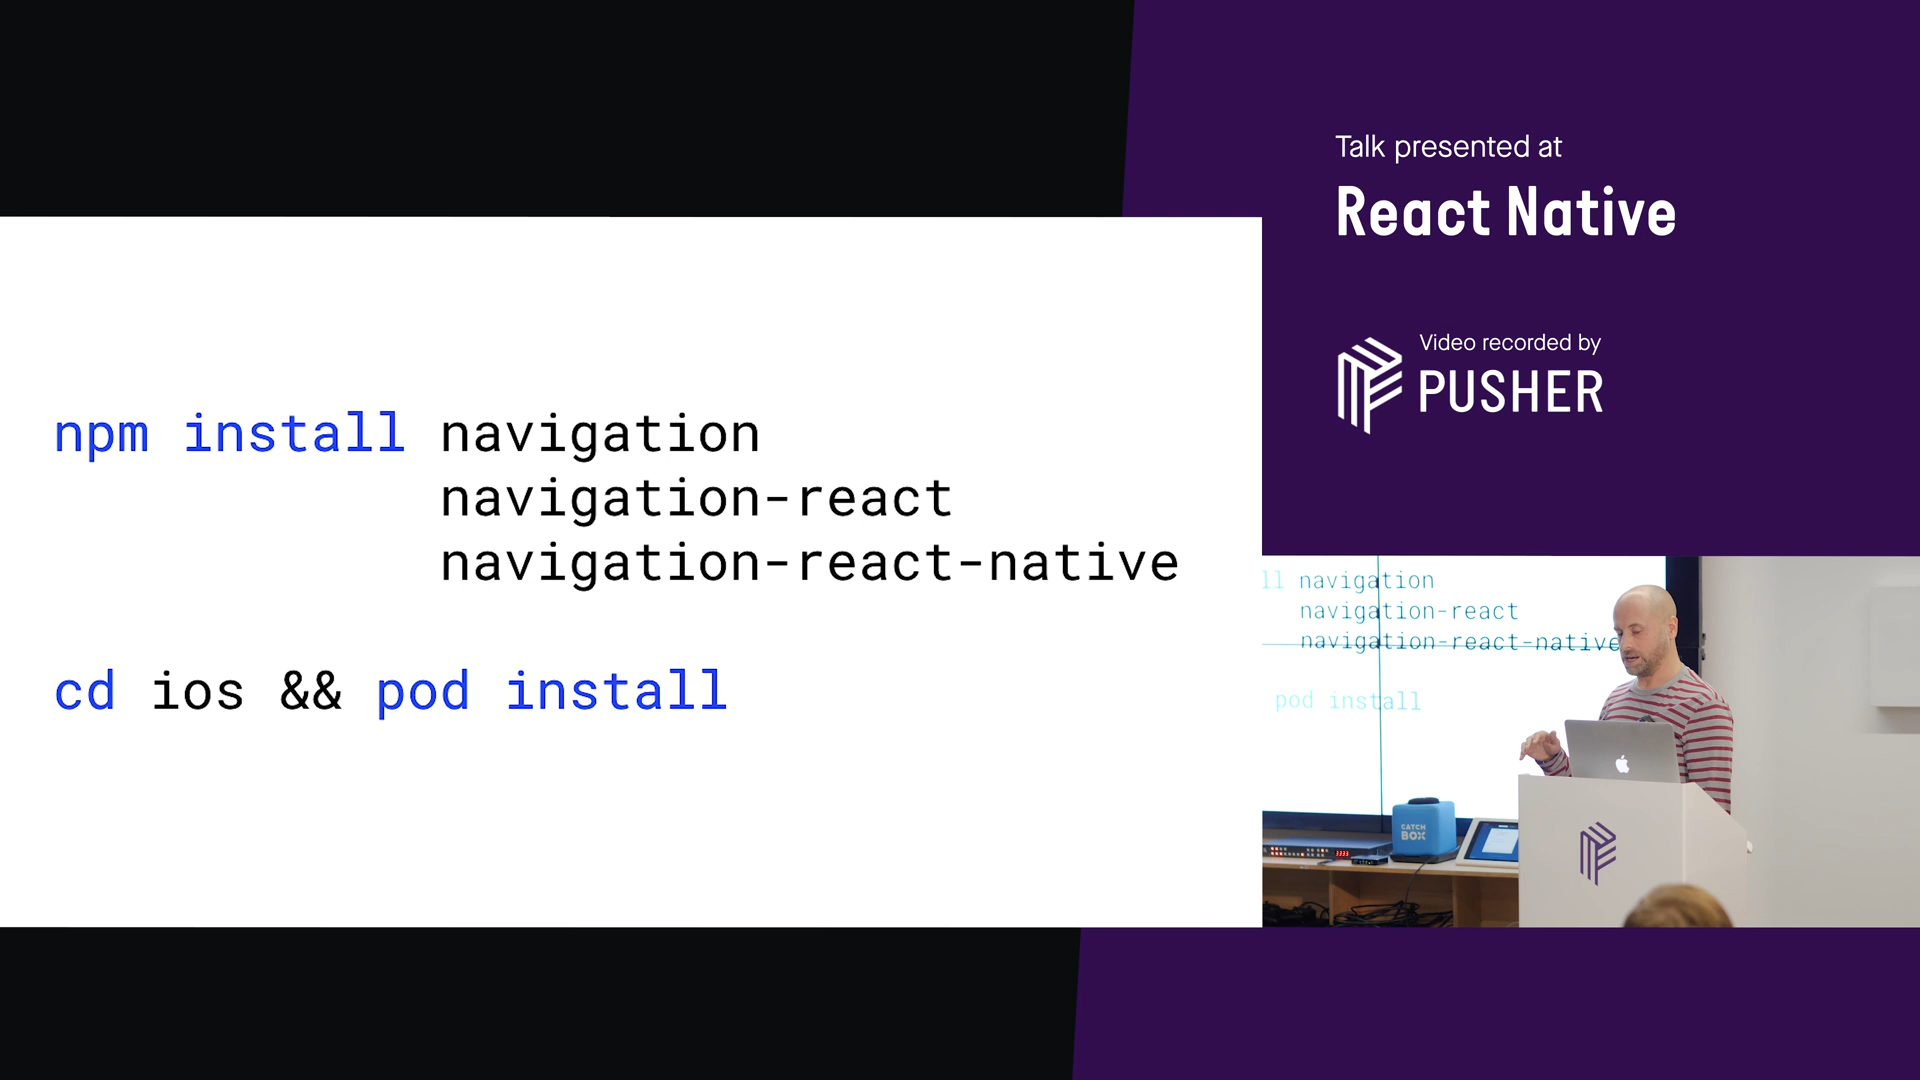 npm install navigation
navigation-react
navigation-react-native
cd ios && pod install
Talk presented at
React Native
Video recorded by
PUSHER
ll navigation
navigation-react
navigation-react-native
pod install
CATCH
BOX